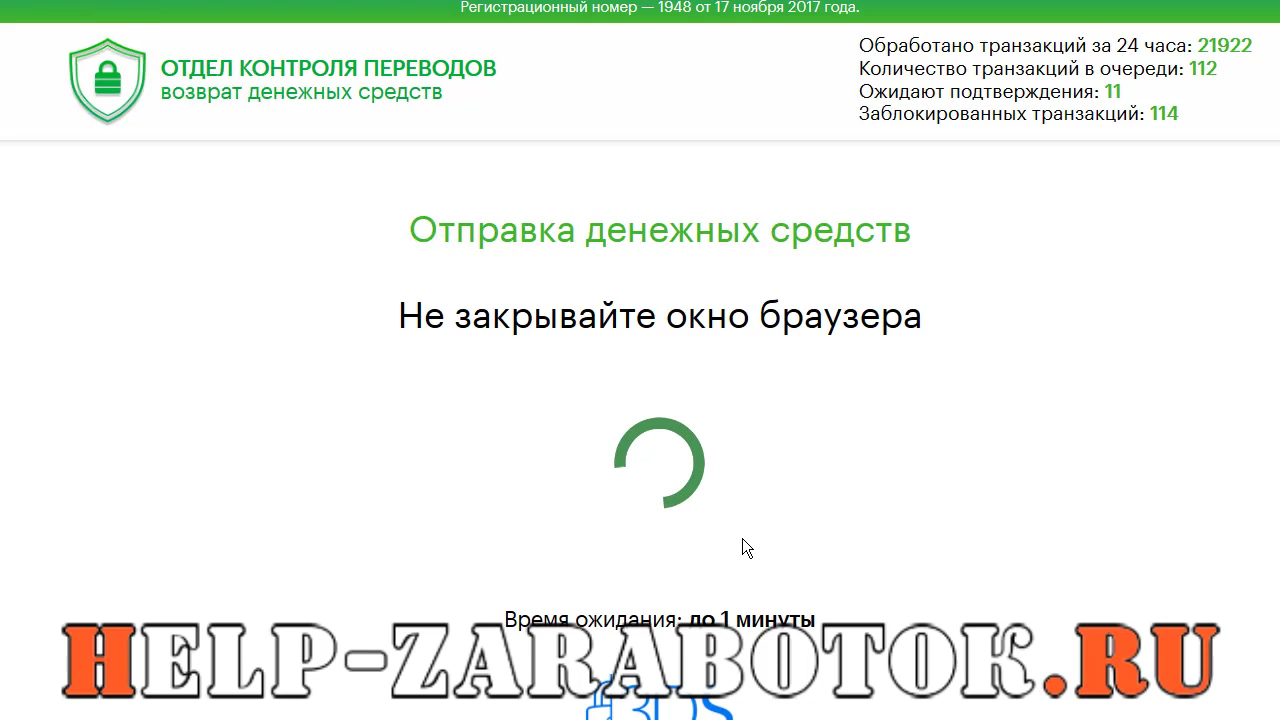 Регистрационный номер — 1948 от 17 ноября 2017 года.
ОТДЕЛ КОНТРОЛЯ ПЕРЕВОДОВ
возврат денежных средств
Обработано транзакций за 24 часа: 21922
Количество транзакций в очереди: 112
Ожидают подтверждения: 11
Заблокированных транзакций: 114
Отправка денежных средств
Не закрывайте окно браузера
Время ожидания: до 1 минуты
HELP-ZARABOTOK.RU